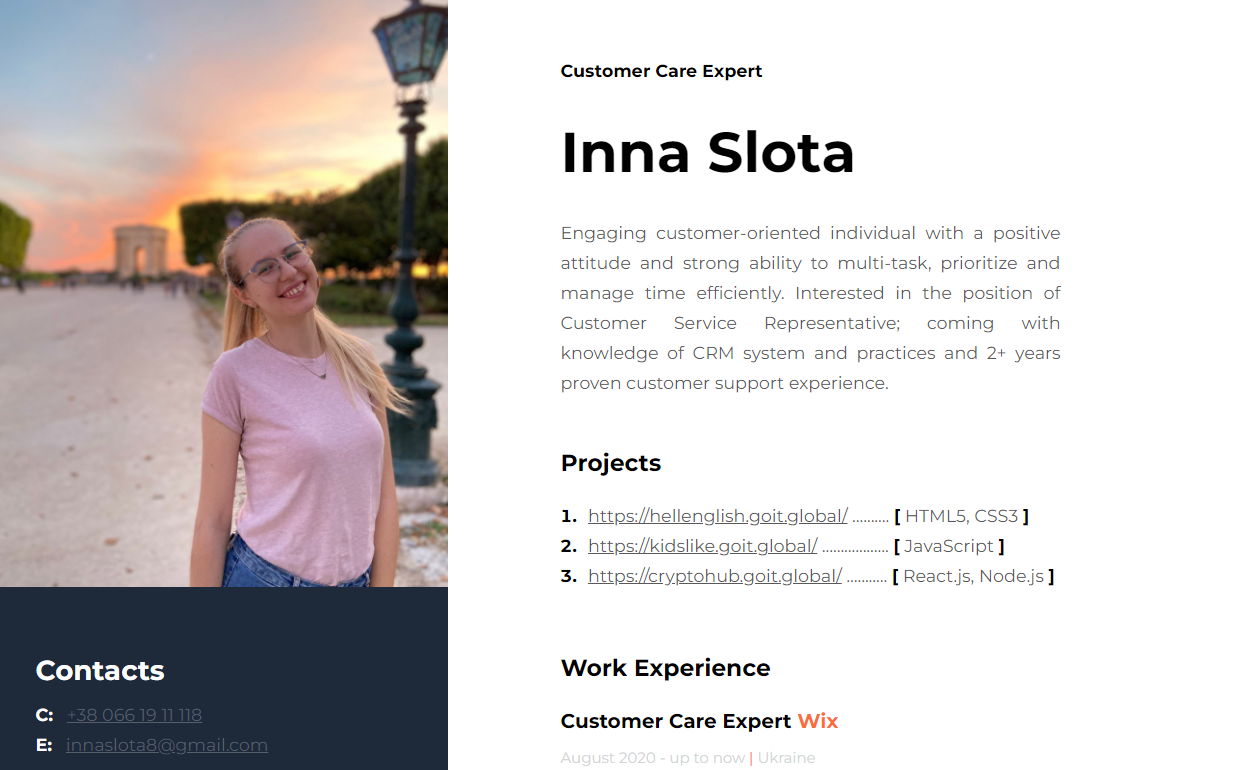 Customer Care Expert
Inna Slota
Engaging customer-oriented individual with a positive
attitude and strong ability to multi-task, prioritize and
manage time efficiently. Interested in the position of
Customer Service Representative; coming with
knowledge of CRM system and practices and 2+ years
proven customer support experience.
Projects
1. https://hellenglish.goit.global/ .......... [ HTML5, CSS3 ]
2. https://kidslike.goit.global/ .................. [ JavaScript ]
3. https://cryptohub.goit.global/ ........... [ React.js, Node.js ]
Work Experience
Customer Care Expert Wix
August 2020 - up to now | Ukraine
Contacts
C: +38 066 19 11 118
E: innaslota8@gmail.com